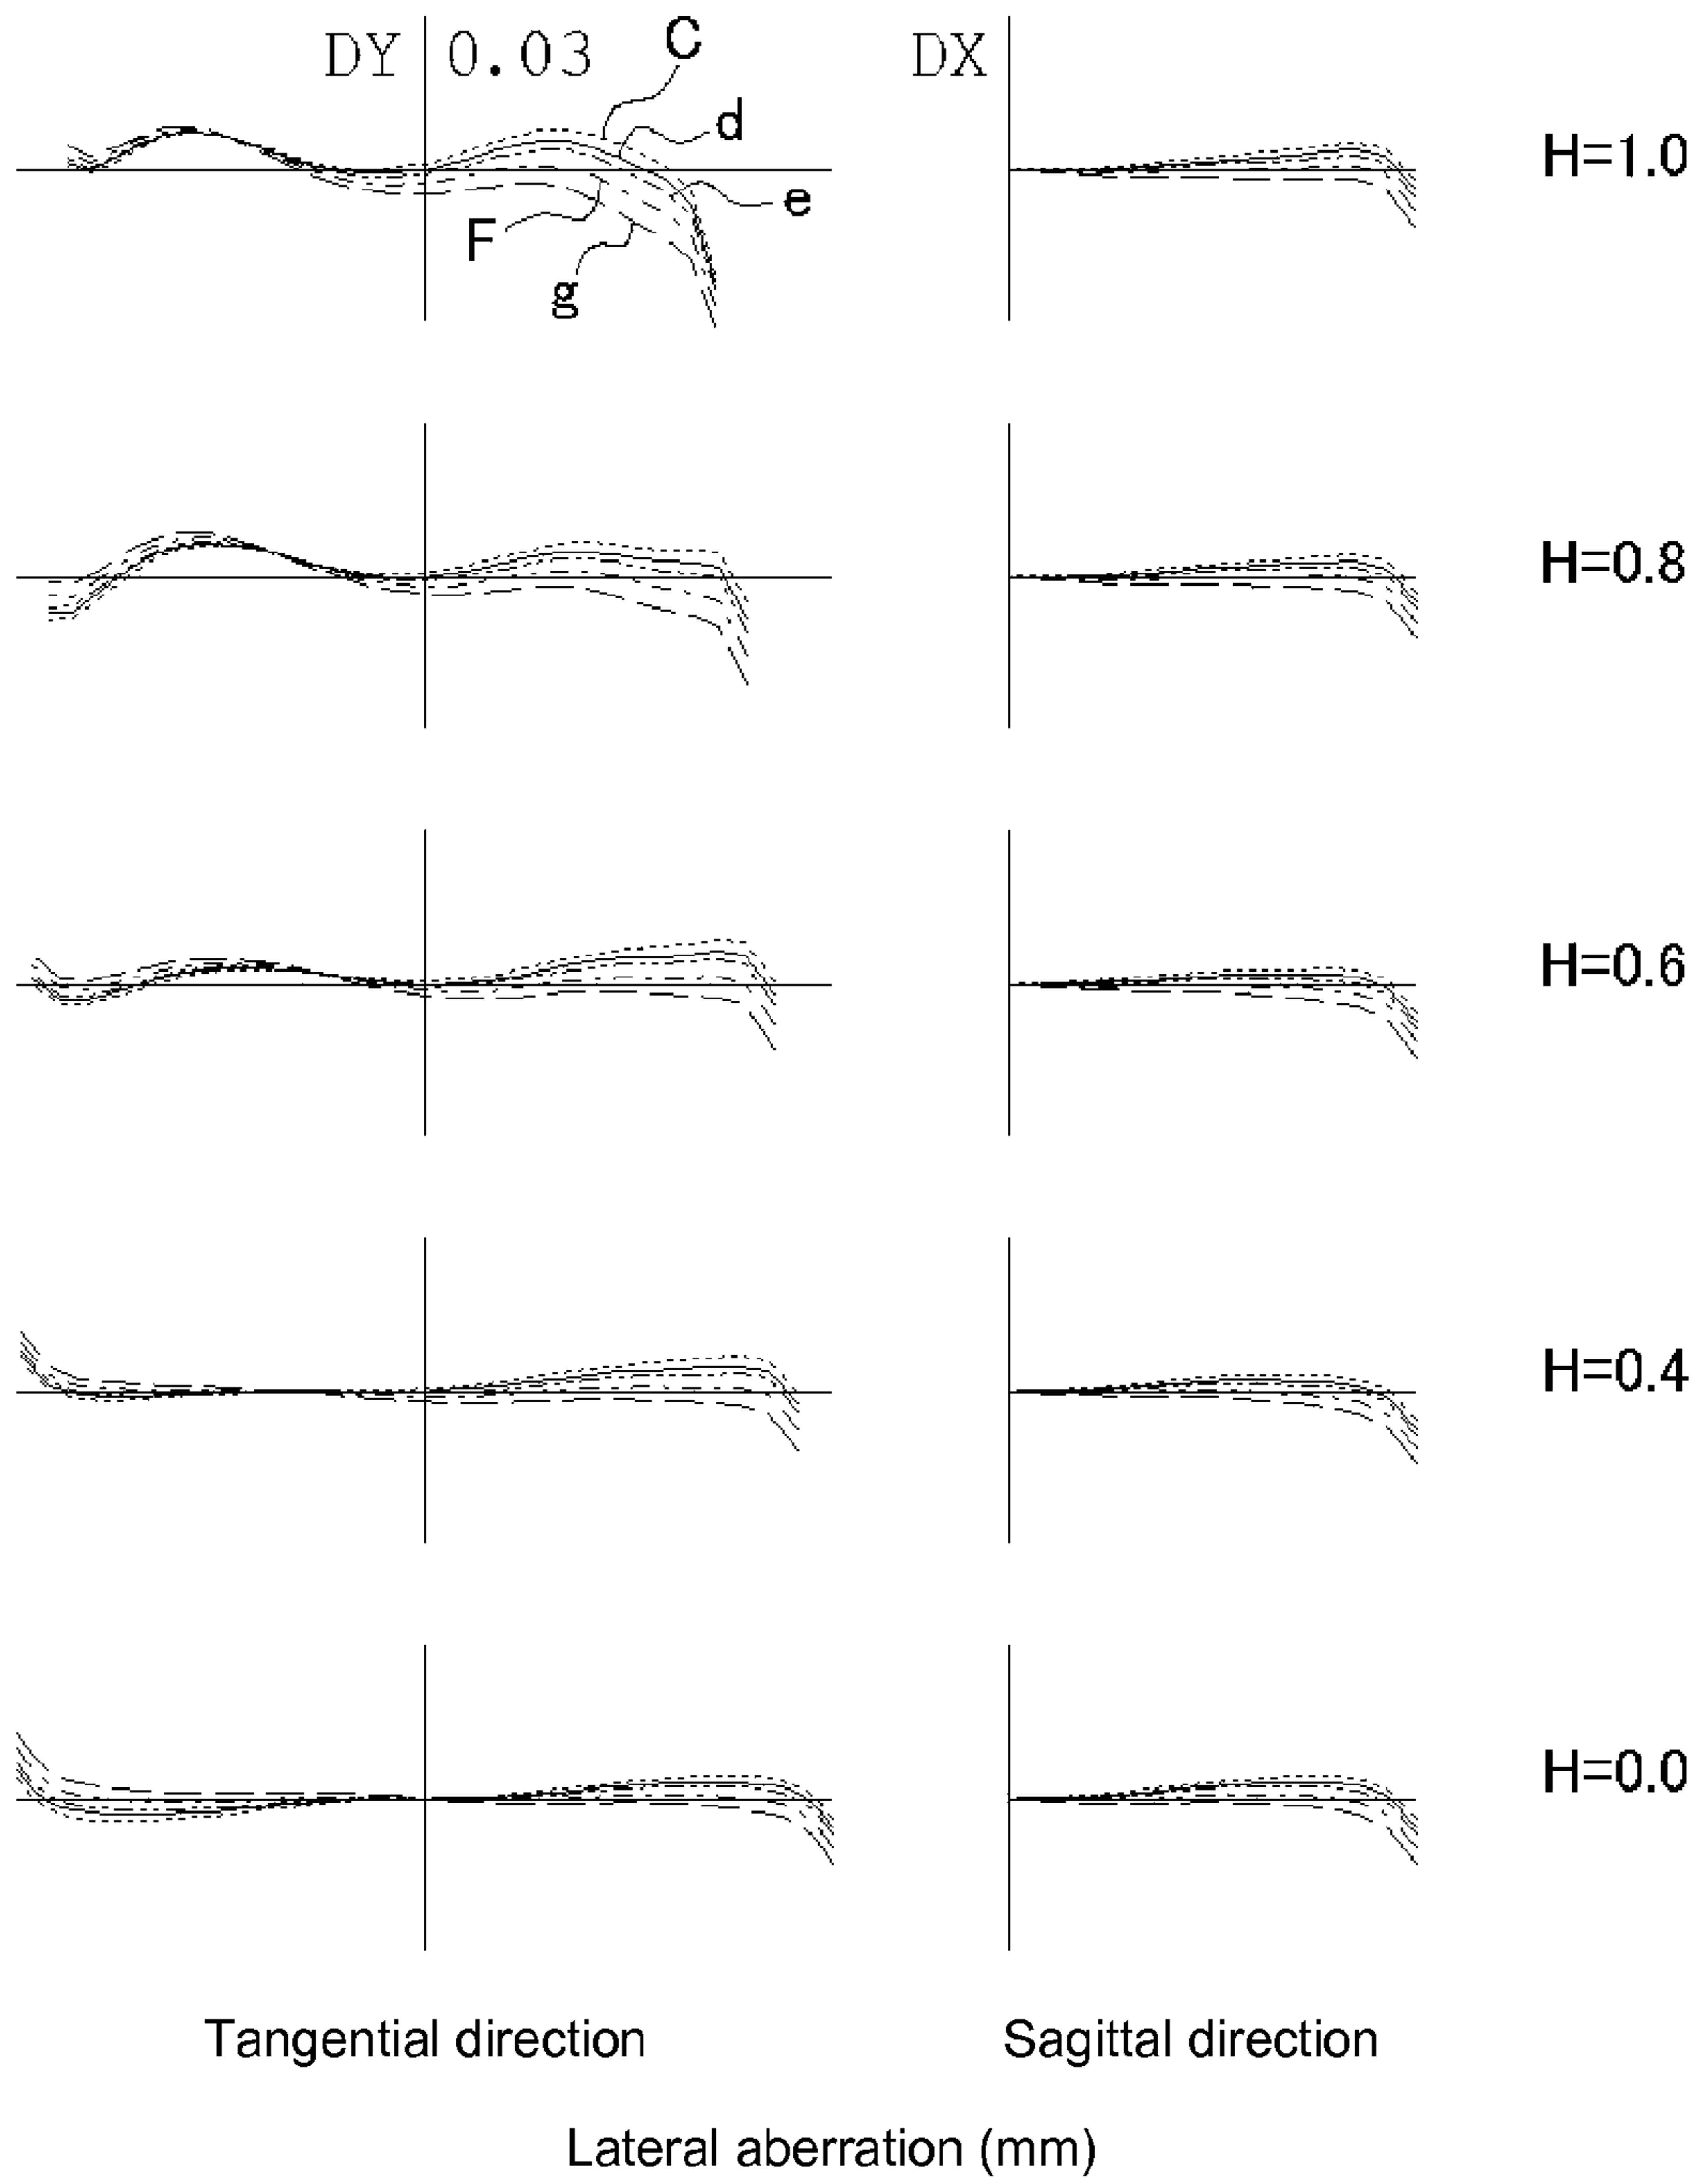 DY 0.03 C DX
d
H=1.0
e
F
g
H=0.8
H=0.6
H=0.4
H=0.0
Tangential direction Sagittal direction
Lateral aberration (mm)